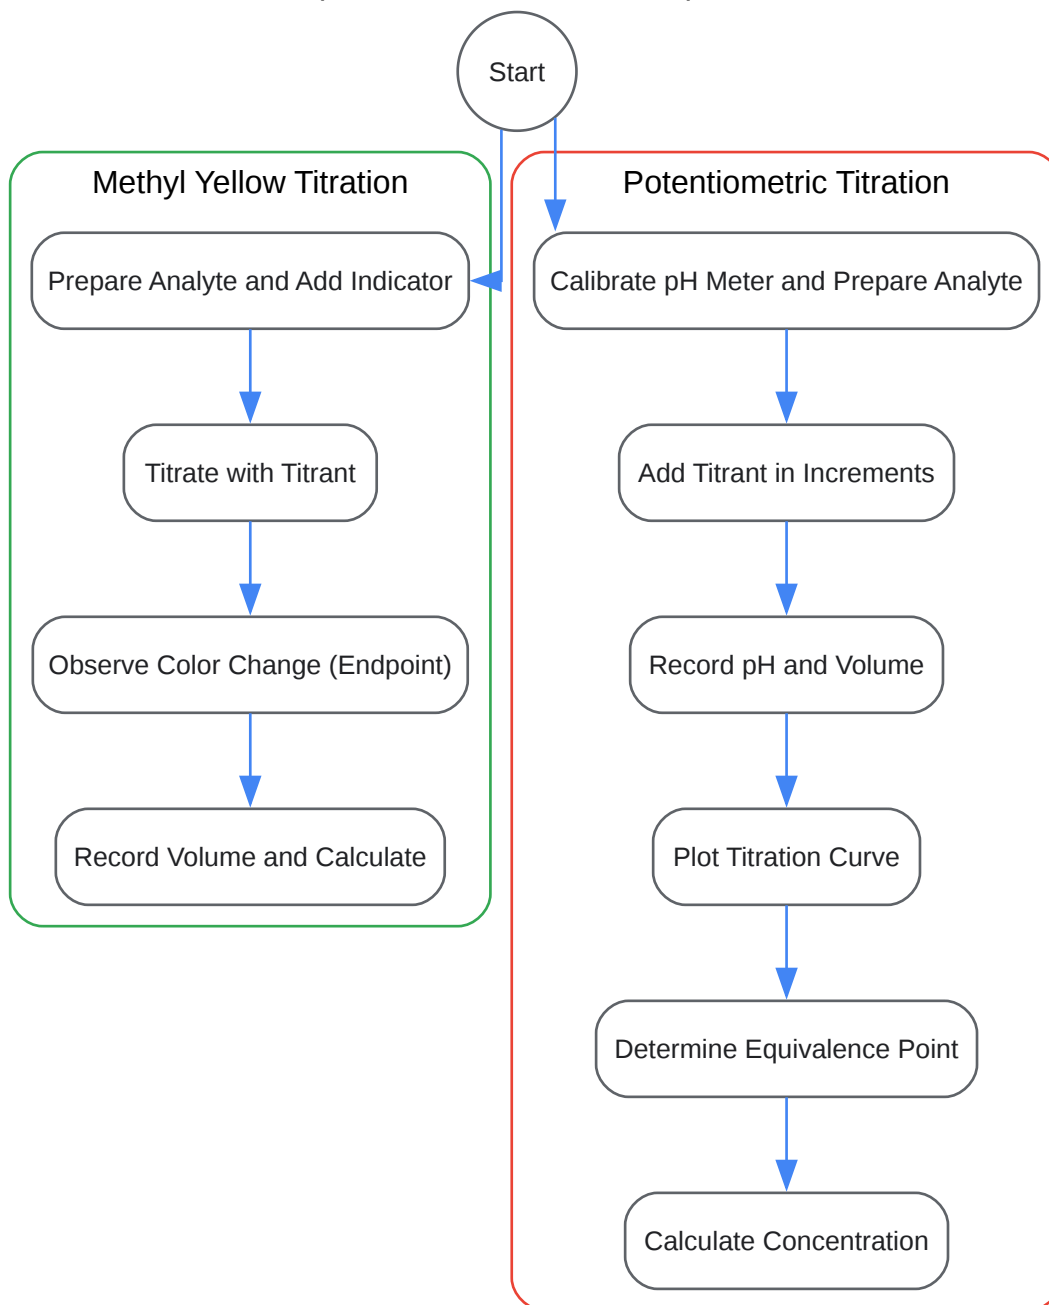 Start
Methyl Yellow Titration
Prepare Analyte and Add Indicator
Titrate with Titrant
Observe Color Change (Endpoint)
Record Volume and Calculate
Potentiometric Titration
Calibrate pH Meter and Prepare Analyte
Add Titrant in Increments
Record pH and Volume
Plot Titration Curve
Determine Equivalence Point
Calculate Concentration